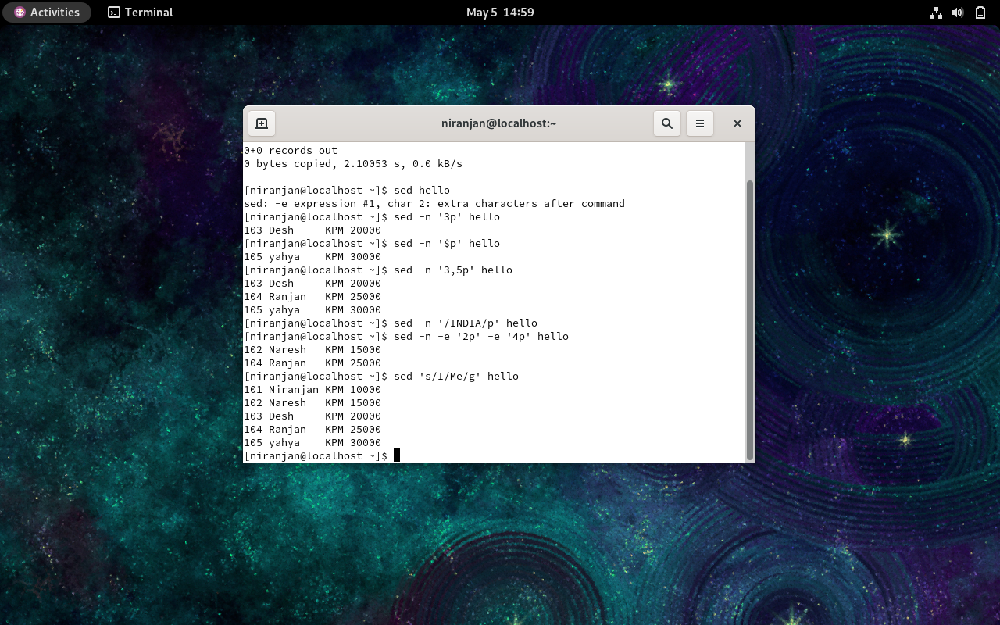 Activities
Terminal
May 5 14:59
niranjan@localhost:~
0+0 records out
0 bytes copied, 2.10053 s, 0.0 kB/s
[niranjan@localhost ~]$ sed hello
sed: -e expression #1, char 2: extra characters after command
[niranjan@localhost ~]$ sed -n '3p' hello
103 Desh     KPM 20000
[niranjan@localhost ~]$ sed -n '$p' hello
105 yahya    KPM 30000
[niranjan@localhost ~]$ sed -n '3,5p' hello
103 Desh     KPM 20000
104 Ranjan   KPM 25000
105 yahya    KPM 30000
[niranjan@localhost ~]$ sed -n '/INDIA/p' hello
[niranjan@localhost ~]$ sed -n -e '2p' -e '4p' hello
102 Naresh   KPM 15000
104 Ranjan   KPM 25000
[niranjan@localhost ~]$ sed 's/I/Me/g' hello
101 Niranjan KPM 10000
102 Naresh   KPM 15000
103 Desh     KPM 20000
104 Ranjan   KPM 25000
105 yahya    KPM 30000
[niranjan@localhost ~]$